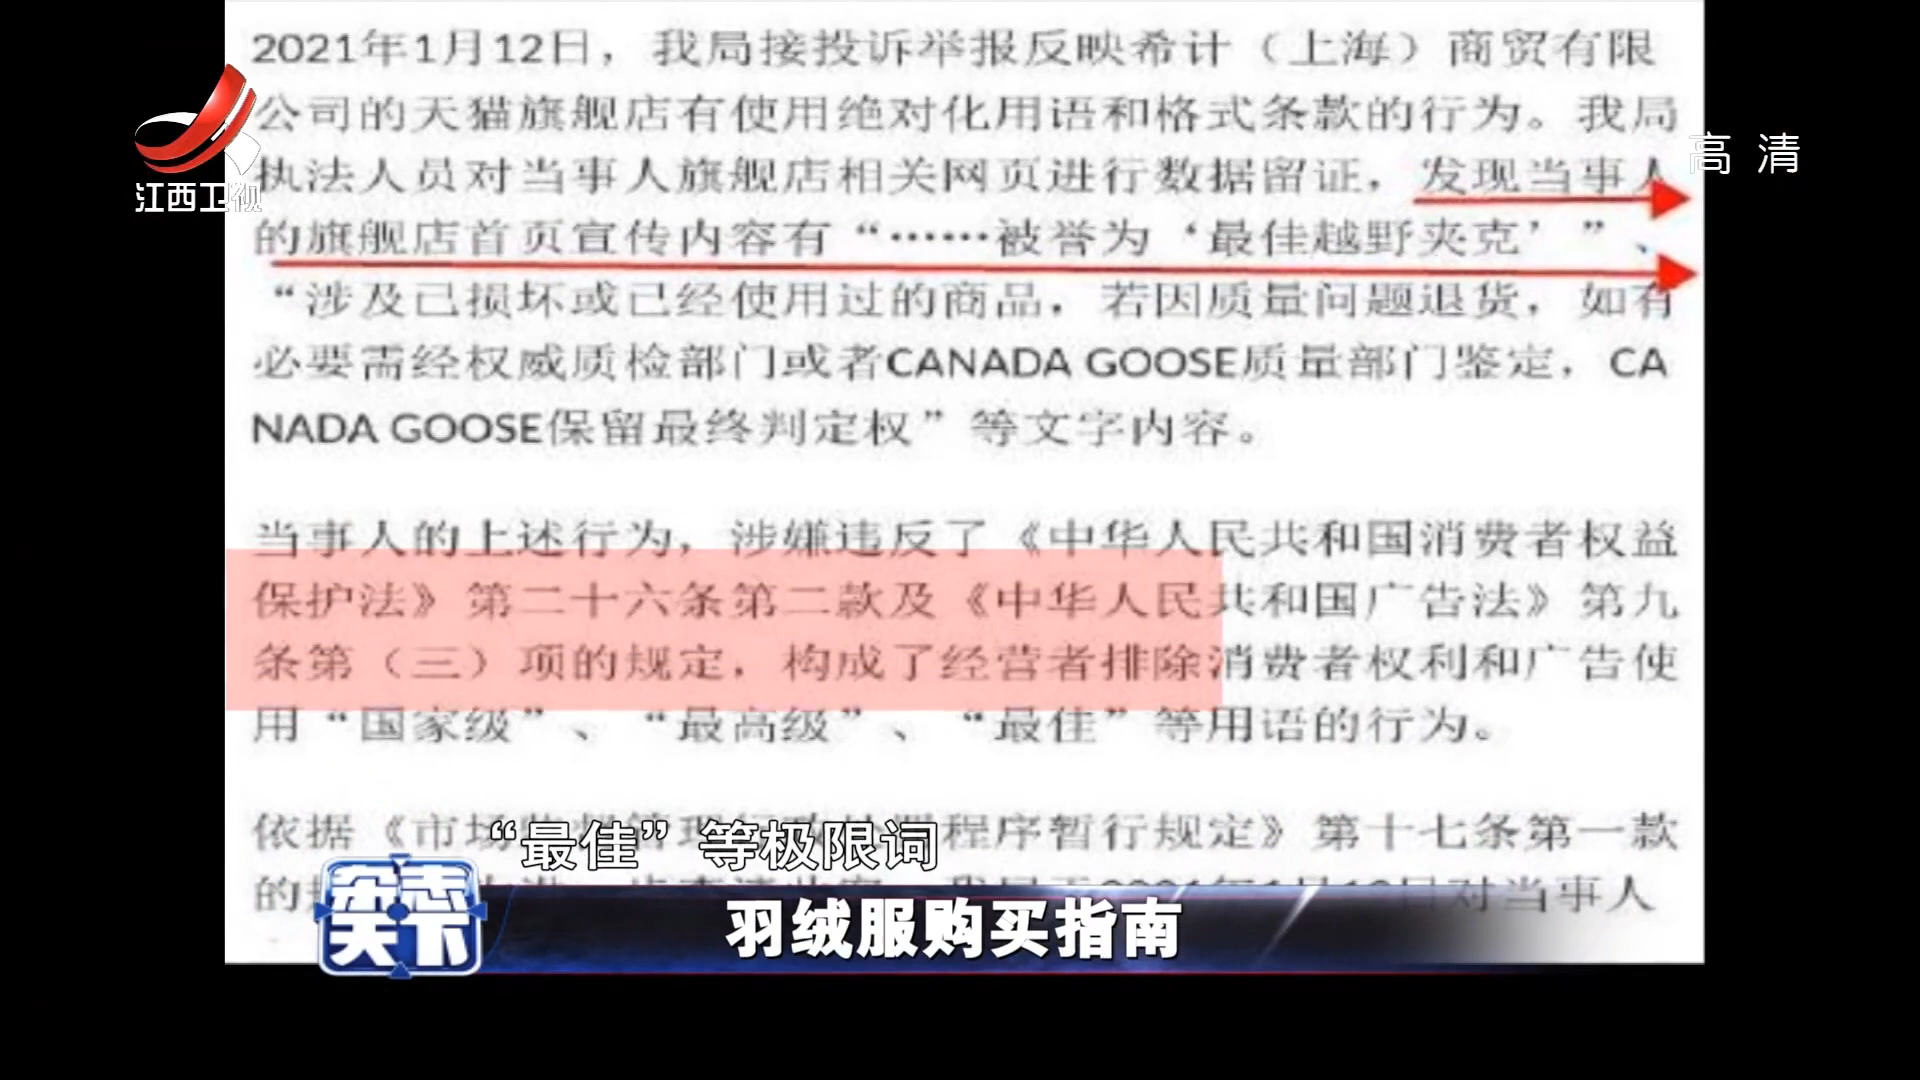 2021年1月12日，我局接投诉举报反映希计（上海）商贸有限
公司的天猫旗舰店有使用绝对化用语和格式条款的行为。我局
执法人员对当事人旗舰店相关网页进行数据留证，发现当事人
的旗舰店首页宣传内容有“……被誉为‘最佳越野夹克’”、
“涉及已损坏或已经使用过的商品，若因质量问题退货，如有
必要需经权威质检部门或者CANADA GOOSE质量部门鉴定，CA
NADA GOOSE保留最终判定权”等文字内容。
当事人的上述行为，涉嫌违反了《中华人民共和国消费者权益
保护法》第二十六条第二款及《中华人民共和国广告法》第九
条第（三）项的规定，构成了经营者排除消费者权利和广告使
用“国家级”、“最高级”、“最佳”等用语的行为。
依据《市场 程序暂行规定》第十七条第一款
的 对当事人
江西卫视
高清
“最佳”等极限词
杂志天下
羽绒服购买指南